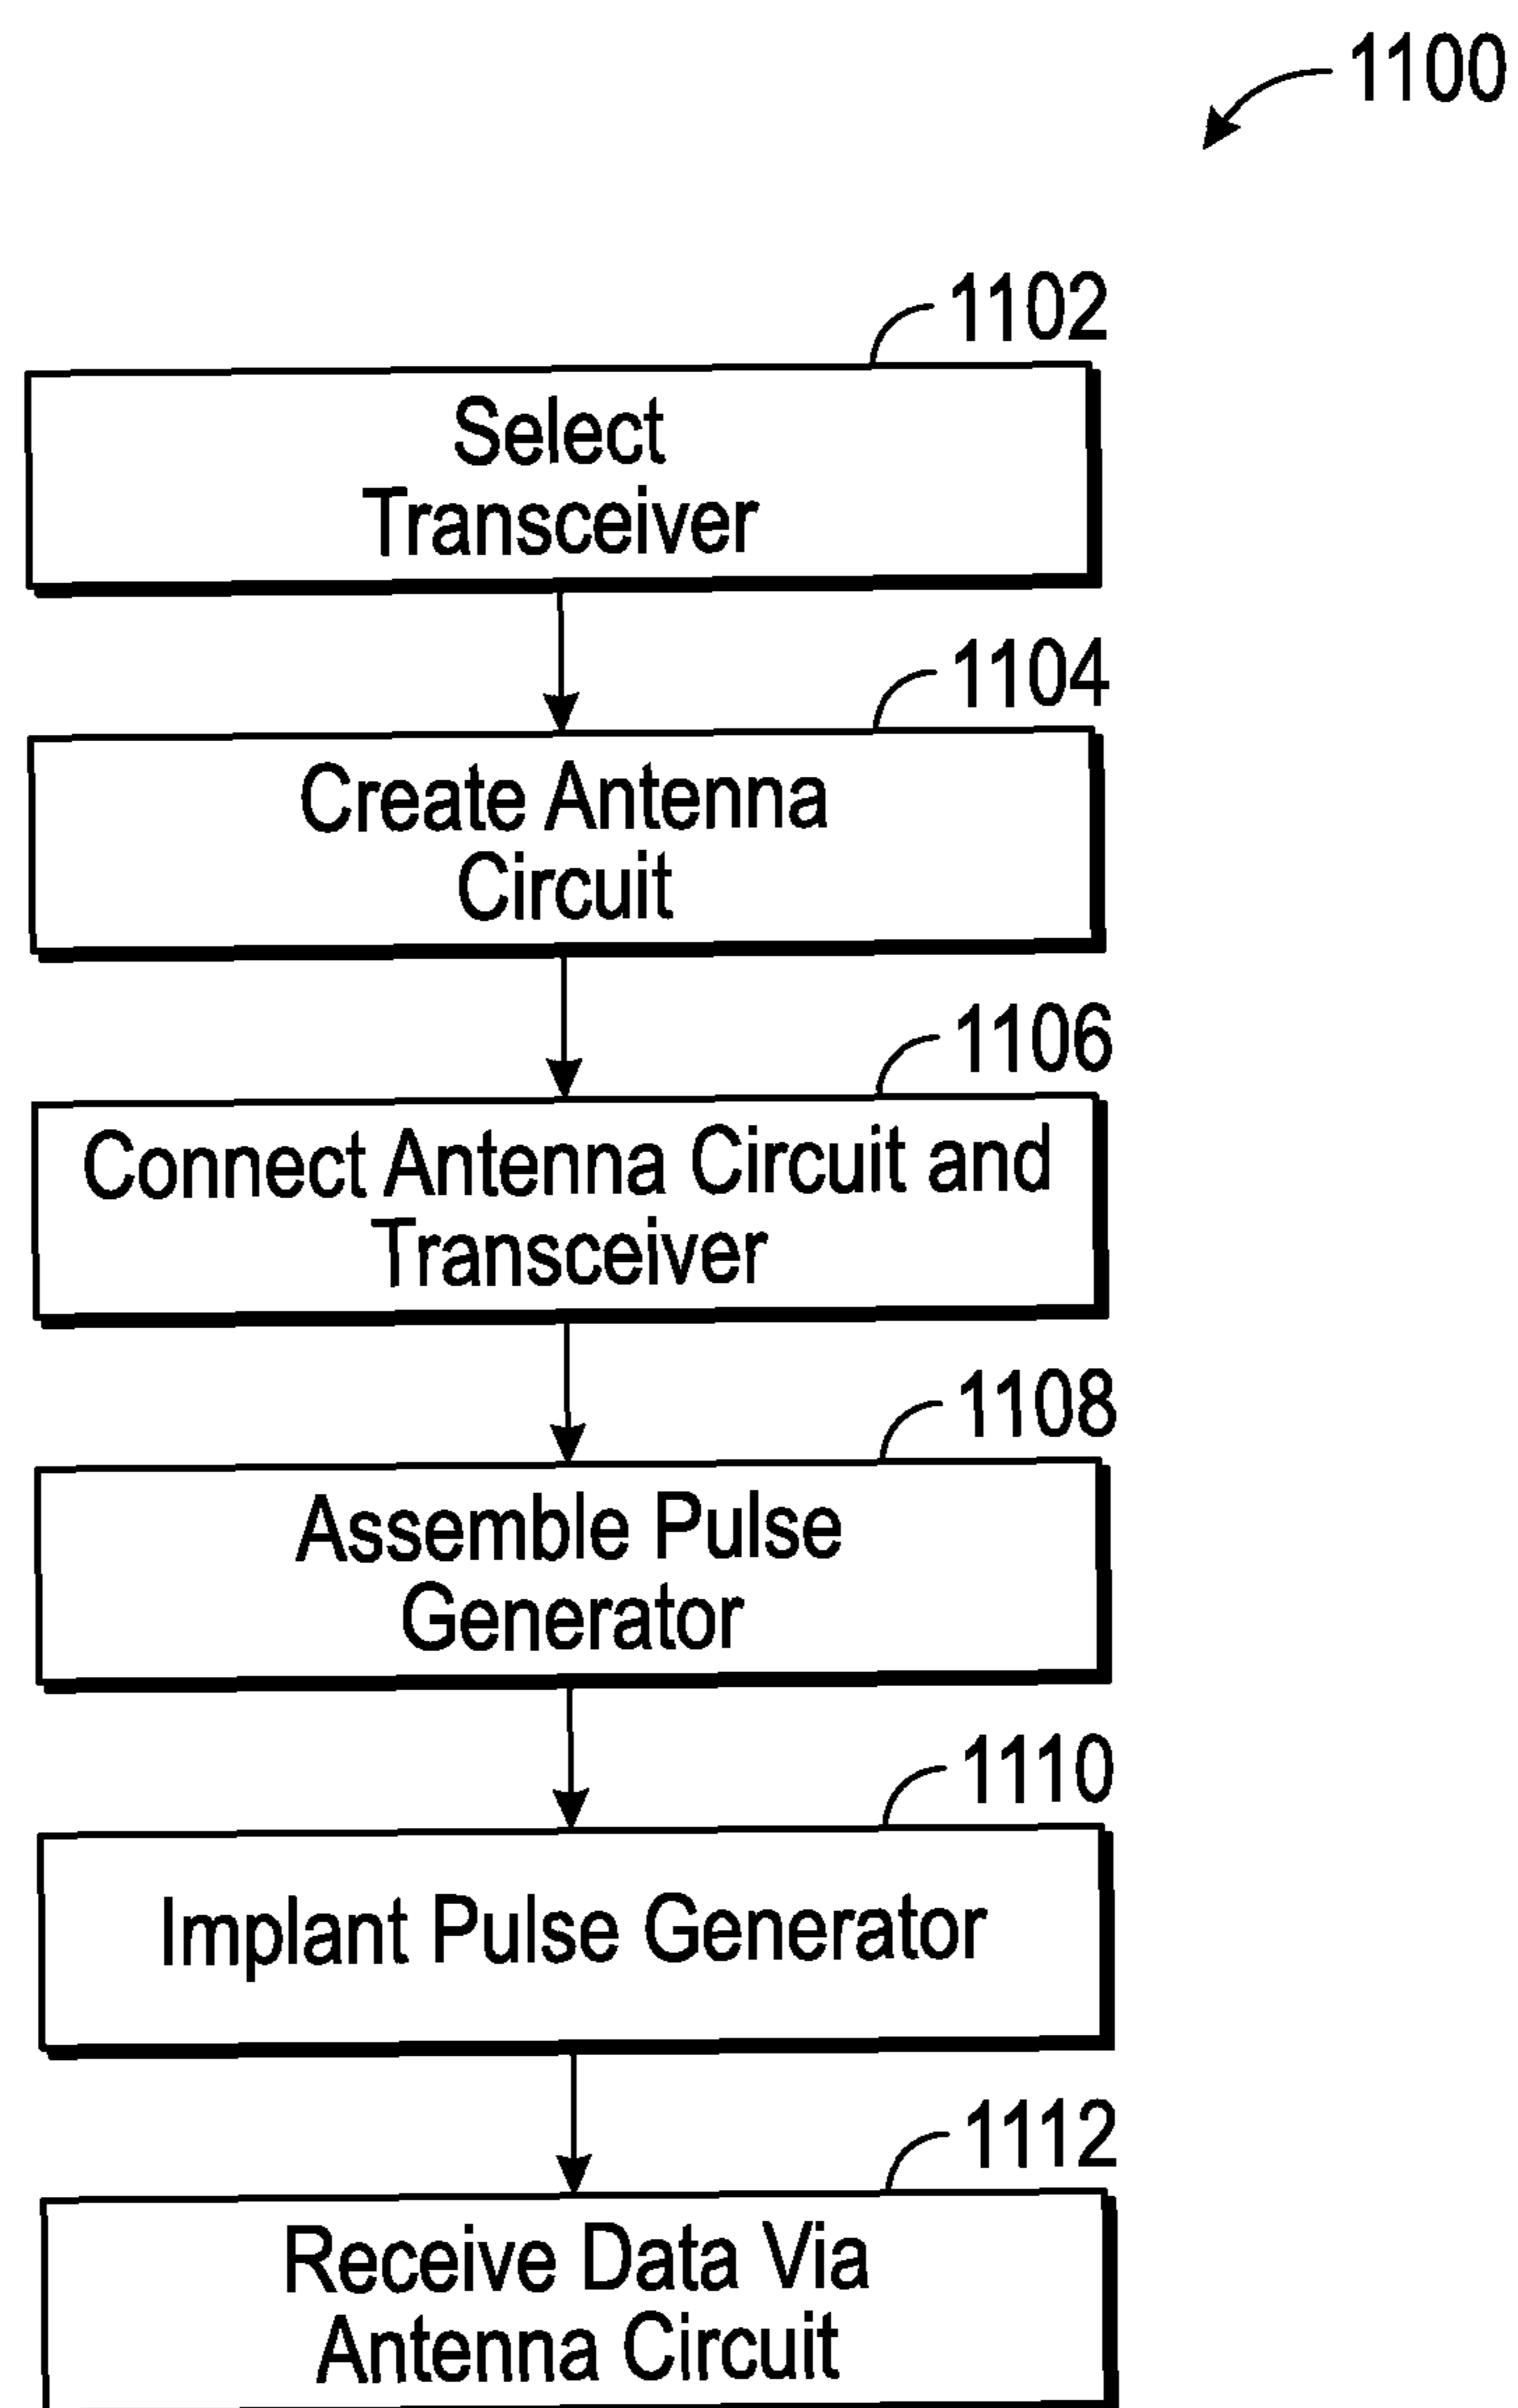 1100
1102
Select
Transceiver
1104
Create Antenna
Circuit
1106
Connect Antenna Circuit and
Transceiver
1108
Assemble Pulse
Generator
1110
Implant Pulse Generator
1112
Receive Data Via
Antenna Circuit